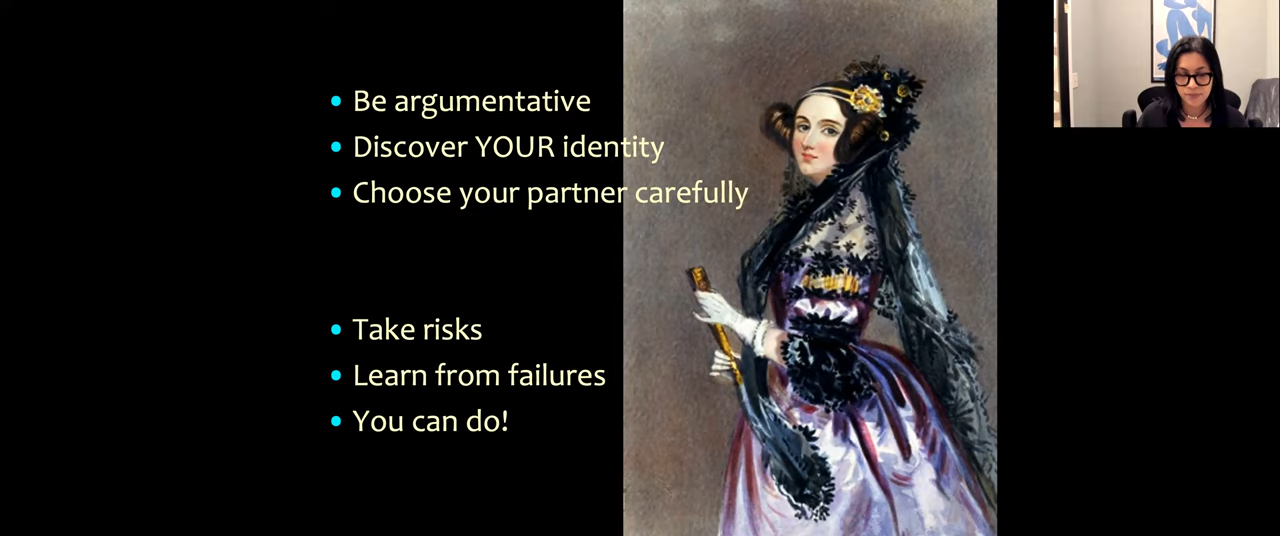 Be argumentative
Discover YOUR identity
Choose your partner carefully
Take risks
Learn from failures
You can do!